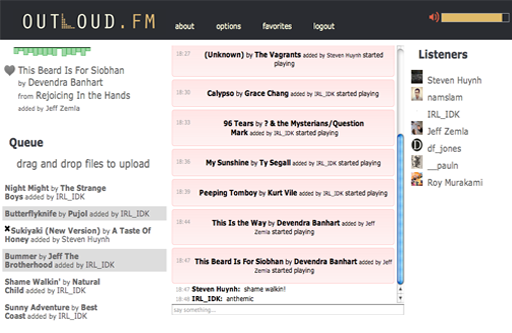 OUTLOUD.FM
about options favorites logout
This Beard Is For Siobhan
by Devendra Banhart
from Rejoicing In the Hands
added by Jeff Zemla
Queue
drag and drop files to upload
Night Might by The Strange
Boys added by IRL_IDK
Butterflyknife by Pujol added by IRL_IDK
Sukiyaki (New Version) by A Taste Of
Honey added by Steven Huynh
Bummer by Jeff The
Brotherhood added by IRL_IDK
Shame Walkin' by Natural
Child added by IRL_IDK
Sunny Adventure by Best
Coast added by IRL_IDK
18:27 (Unknown) by The Vagrants added by IRL_IDK started
playing
18:30 Calypso by Grace Chang added by IRL_IDK started playing
18:33 96 Tears by ? & the Mysterians/Question
Mark added by IRL_IDK started playing
18:36 My Sunshine by Ty Segall added by IRL_IDK started playing
18:39 Peeping Tomboy by Kurt Vile added by IRL_IDK started playing
18:44 This Is the Way by Devendra Banhart added by Jeff
Zemla started playing
18:47 This Beard Is For Siobhan by Devendra Banhart added by Jeff
Zemla started playing
18:47 Steven Huynh: shame walkin!
18:48 IRL_IDK: anthemic
say something...
Listeners
Steven Huynh
namslam
IRL_IDK
Jeff Zemla
df_jones
__pauln
Roy Murakami